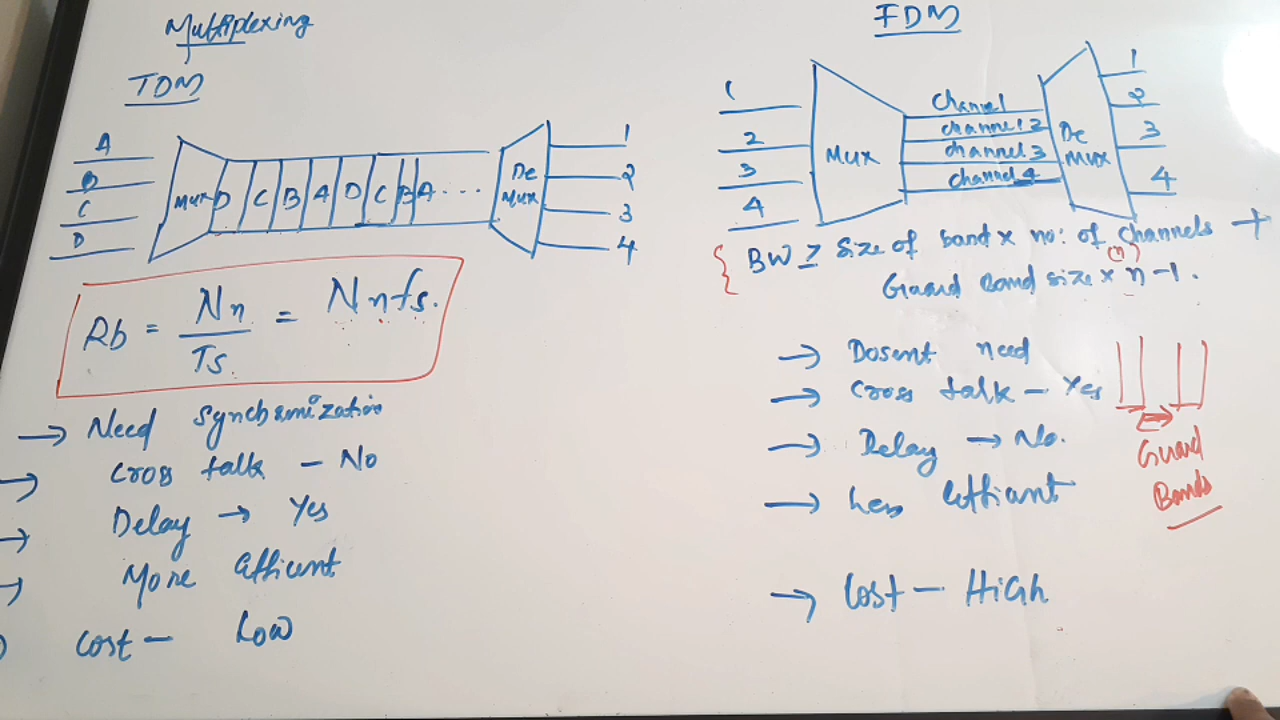 Multiplexing
TDM
A
B
C
D
Mux D C B A D C B A ...
De
Mux
1
2
3
4
Rb = Nn/Ts = Nnfs.
→ Need Synchronization
→ Cross talk - No
→ Delay → Yes
→ More efficient
Cost - Low
FDM
1
2
3
4
Mux
Channel 1
channel 2
channel 3
channel 4
De
Mux
1
2
3
4
BW ≥ Size of band x no: of channels +
(n)
Guard band size x n-1.
→ Dosent need
→ Cross talk - Yes
→ Delay → No.
→ Less efficient
→ Cost - High
Guard
Bands